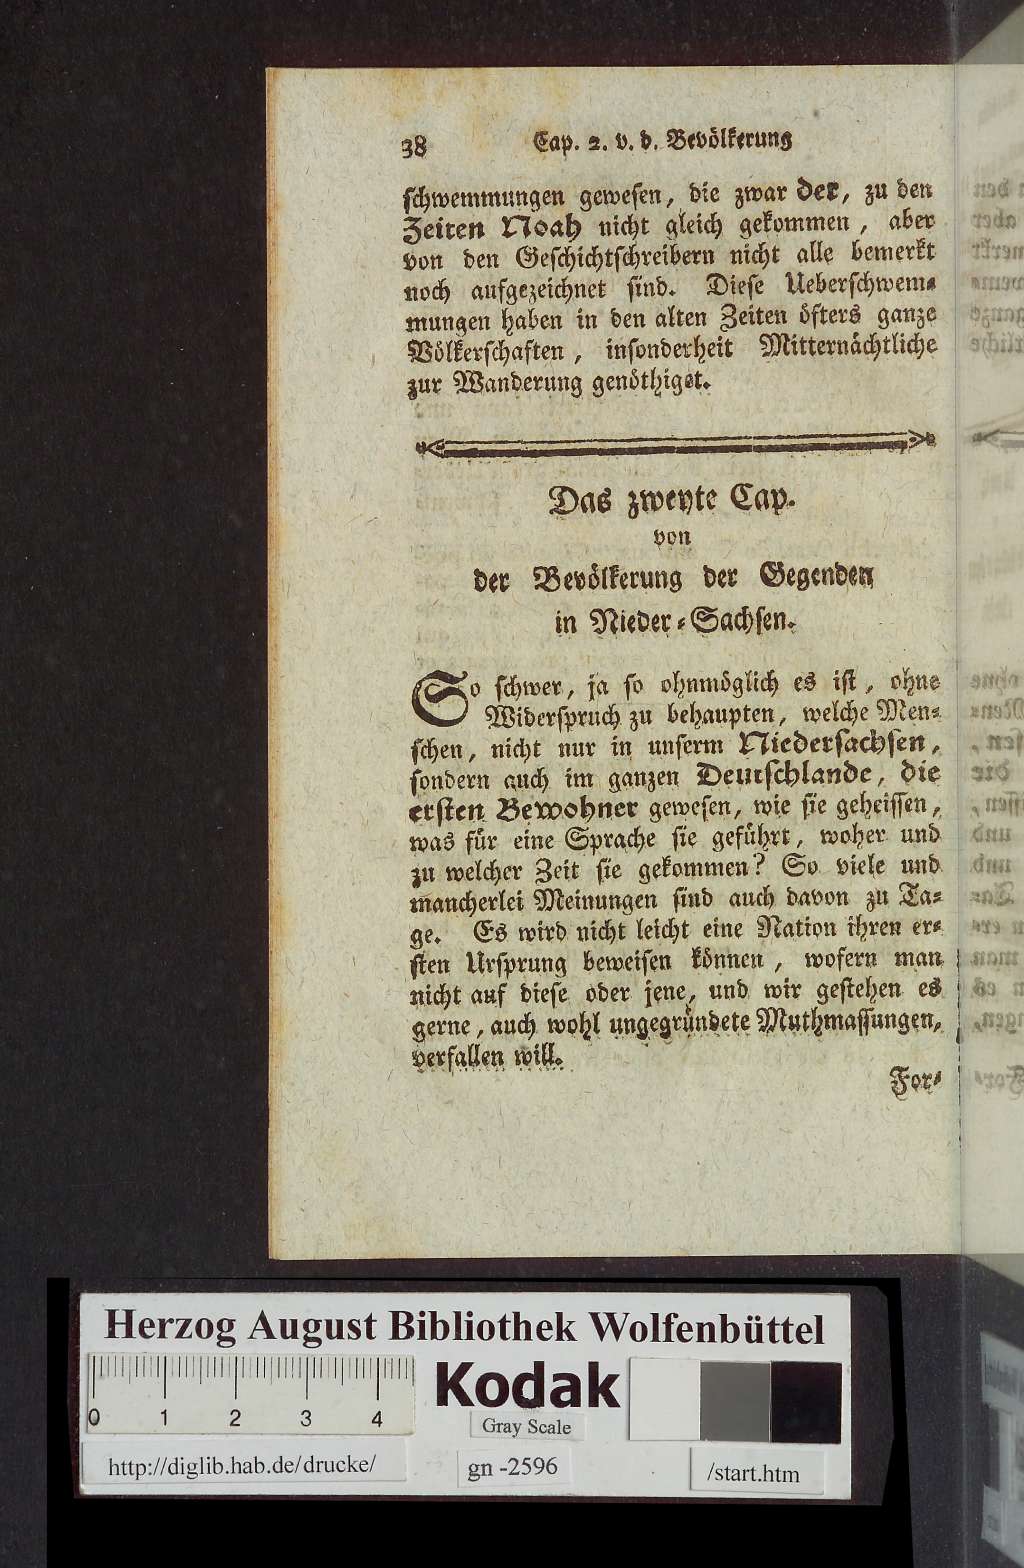 38 Cap. 2. v. d. Bevölkerung
schwemmungen gewesen, die zwar der, zu den
Zeiten Noah nicht gleich gekommen, aber
von den Geschichtschreibern nicht alle bemerkt
noch aufgezeichnet sind. Diese Ueberschwem-
mungen haben in den alten Zeiten öfters ganze
Völkerschaften, insonderheit Mitternächtliche
zur Wanderung genöthiget.
Das zweyte Cap.
von
der Bevölkerung der Gegenden
in Nieder-Sachsen.
So schwer, ja so ohnmöglich es ist, ohne
Widerspruch zu behaupten, welche Men-
schen, nicht nur in unserm Niedersachsen,
sondern auch im ganzen Deutschlande, die
ersten Bewohner gewesen, wie sie geheissen,
was für eine Sprache sie geführt, woher und
zu welcher Zeit sie gekommen? So viele und
mancherlei Meinungen sind auch davon zu Ta-
ge. Es wird nicht leicht eine Nation ihren er-
sten Ursprung beweisen können, wofern man
nicht auf diese oder jene, und wir gestehen es
gerne, auch wohl ungegründete Muthmassungen,
verfallen will.
For-
Herzog August Bibliothek Wolfenbüttel
0 1 2 3 4
Kodak
Gray Scale
http://diglib.hab.de/drucke/
gn -2596
/start.htm